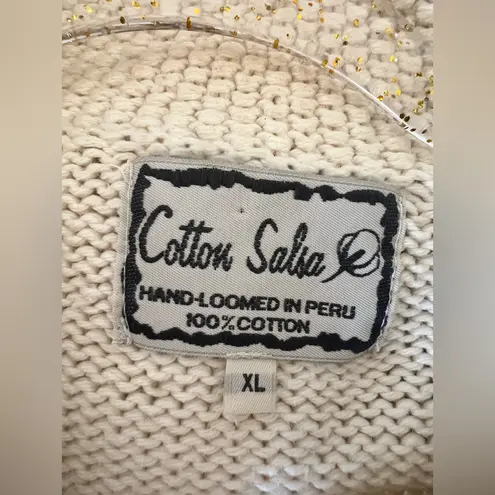 Cotton Salsa
HAND-LOOMED IN PERU
100% COTTON
XL